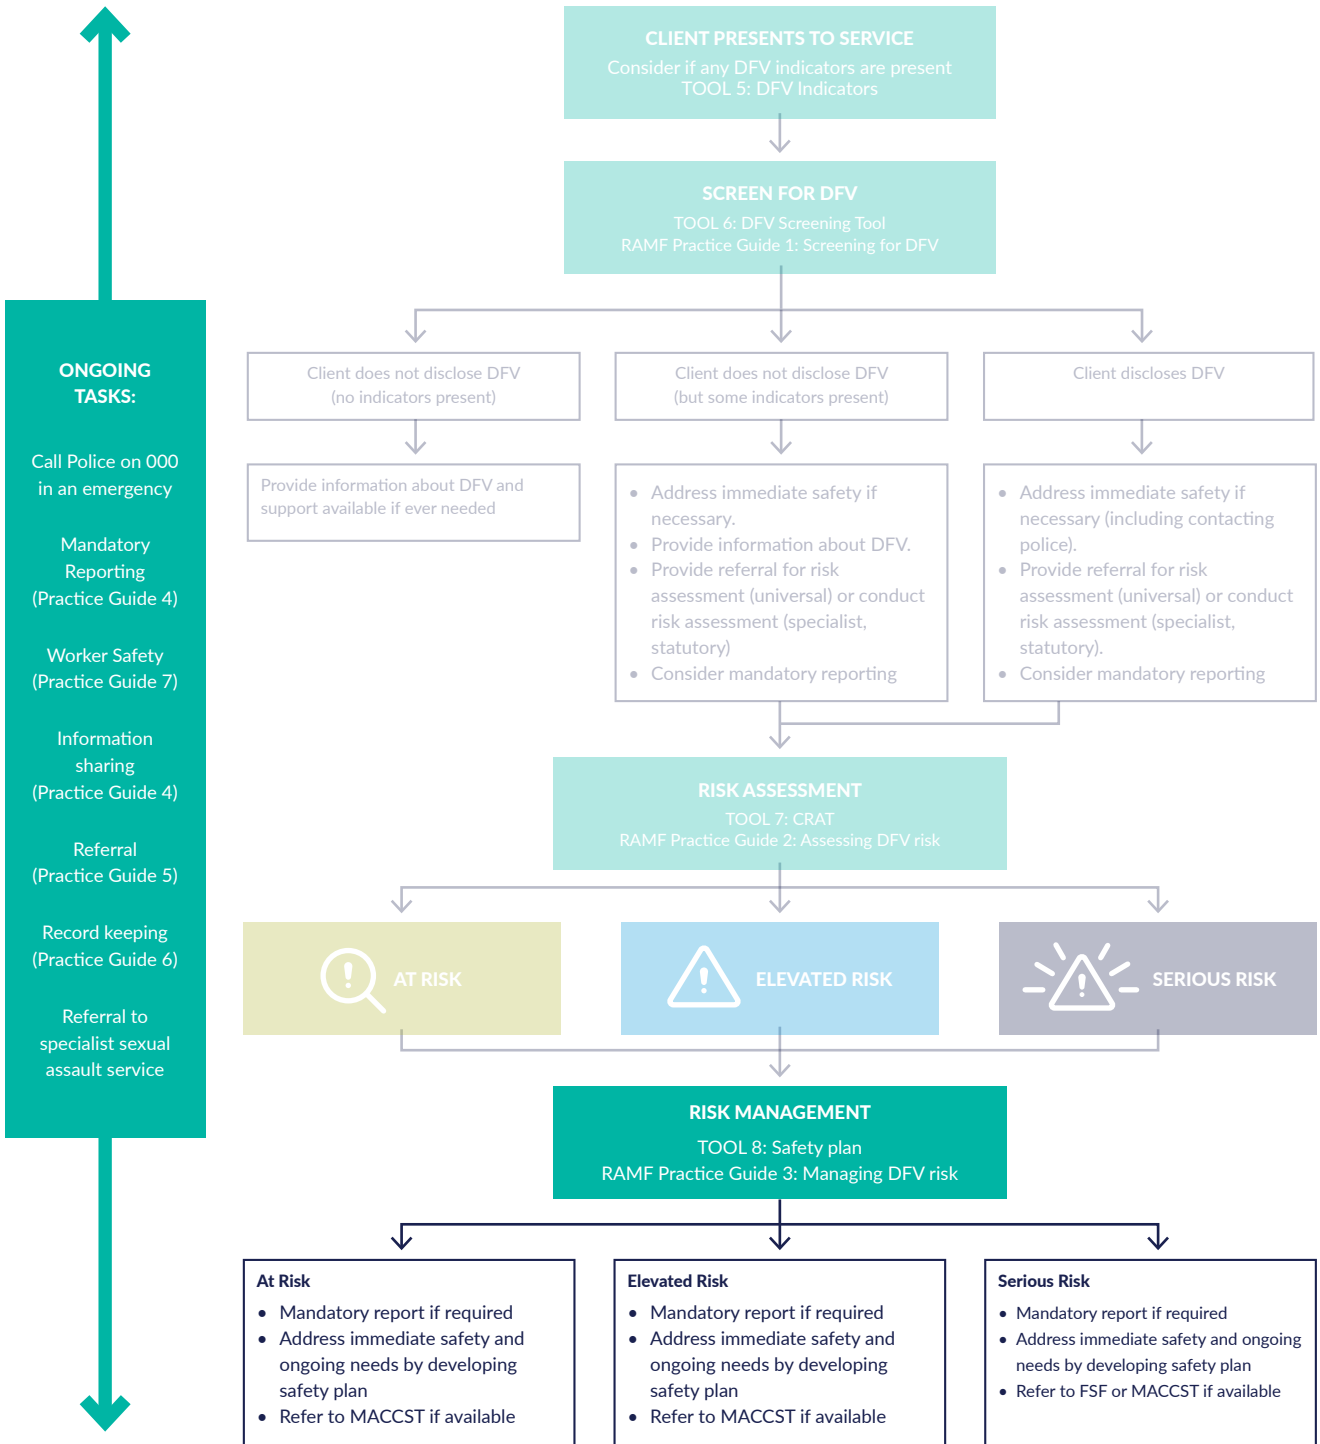 CLIENT PRESENTS TO SERVICE
Consider if any DFV indicators are present
TOOL 5: DFV Indicators
SCREEN FOR DFV
TOOL 6: DFV Screening Tool
RAMF Practice Guide 1: Screening for DFV
ONGOING
TASKS:
Call Police on 000
in an emergency
Mandatory
Reporting
(Practice Guide 4)
Worker Safety
(Practice Guide 7)
Information
sharing
(Practice Guide 4)
Referral
(Practice Guide 5)
Record keeping
(Practice Guide 6)
Referral to
specialist sexual
assault service
Client does not disclose DFV
(no indicators present)
Client does not disclose DFV
(but some indicators present)
Client discloses DFV
Provide information about DFV and
support available if ever needed
• Address immediate safety if
necessary.
• Provide information about DFV.
• Provide referral for risk
assessment (universal) or conduct
risk assessment (specialist,
statutory)
• Consider mandatory reporting
• Address immediate safety if
necessary (including contacting
police).
• Provide referral for risk
assessment (universal) or conduct
risk assessment (specialist,
statutory).
• Consider mandatory reporting
RISK ASSESSMENT
TOOL 7: CRAT
RAMF Practice Guide 2: Assessing DFV risk
AT RISK
ELEVATED RISK
SERIOUS RISK
RISK MANAGEMENT
TOOL 8: Safety plan
RAMF Practice Guide 3: Managing DFV risk
At Risk
• Mandatory report if required
• Address immediate safety and
ongoing needs by developing
safety plan
• Refer to MACCST if available
Elevated Risk
• Mandatory report if required
• Address immediate safety and
ongoing needs by developing
safety plan
• Refer to MACCST if available
Serious Risk
• Mandatory report if required
• Address immediate safety and ongoing
needs by developing safety plan
• Refer to FSF or MACCST if available